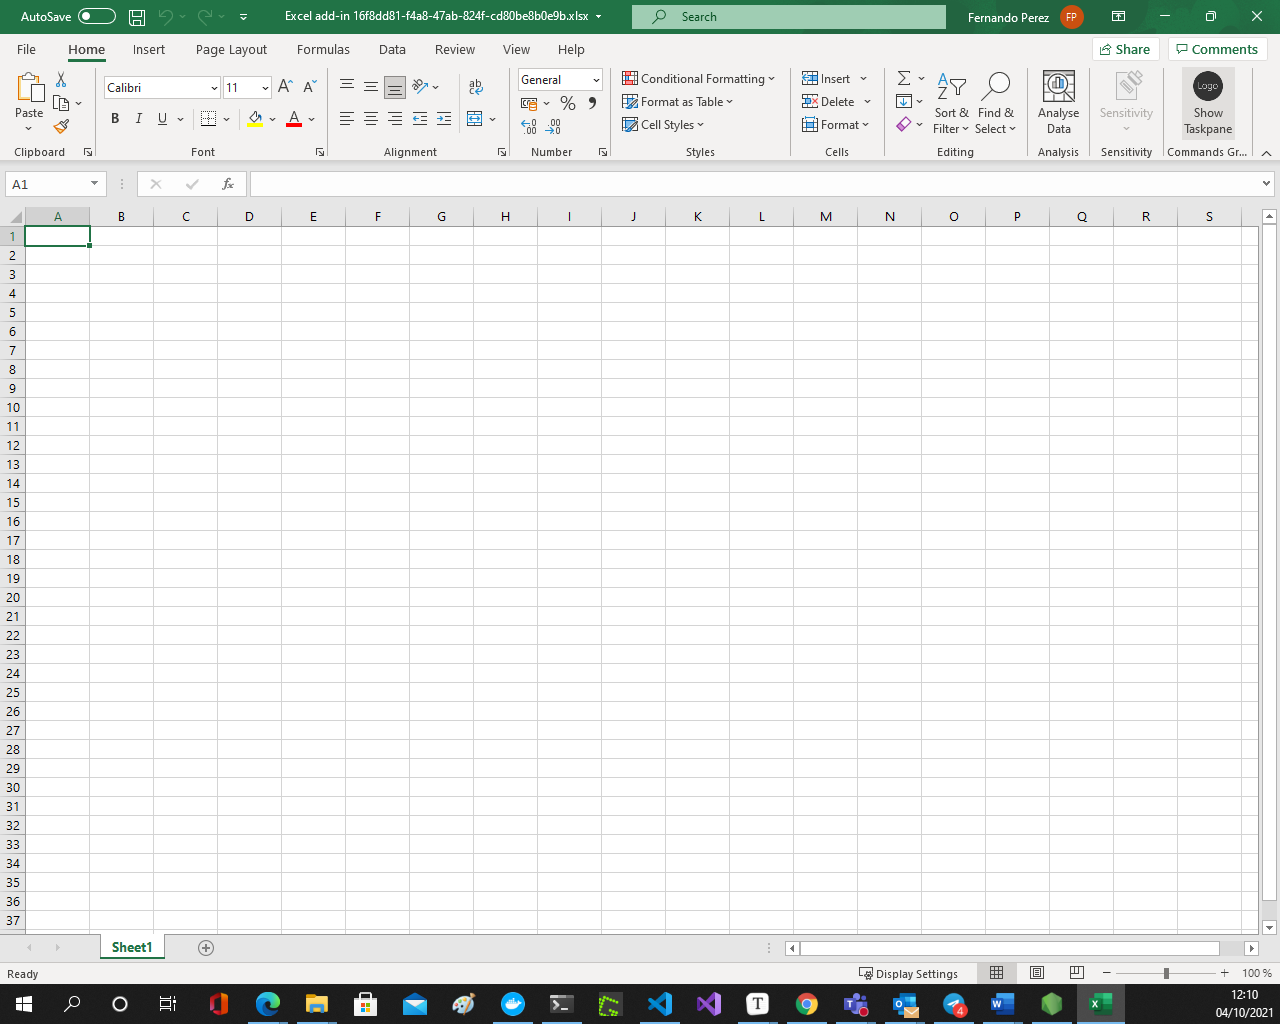 AutoSave
Excel add-in 16f8dd81-f4a8-47ab-824f-cd80be8b0e9b.xlsx
Search
Fernando Perez
FP
File
Home
Insert
Page Layout
Formulas
Data
Review
View
Help
Share
Comments
Paste
Clipboard
Calibri
11
B I U
Font
Alignment
General
Number
Conditional Formatting
Format as Table
Cell Styles
Styles
Insert
Delete
Format
Cells
Sort & Filter
Find & Select
Editing
Analyse Data
Analysis
Sensitivity
Sensitivity
Logo
Show Taskpane
Commands Gr...
A1
fx
A B C D E F G H I J K L M N O P Q R S
1
2
3
4
5
6
7
8
9
10
11
12
13
14
15
16
17
18
19
20
21
22
23
24
25
26
27
28
29
30
31
32
33
34
35
36
37
Sheet1
Ready
Display Settings
100 %
12:10
04/10/2021